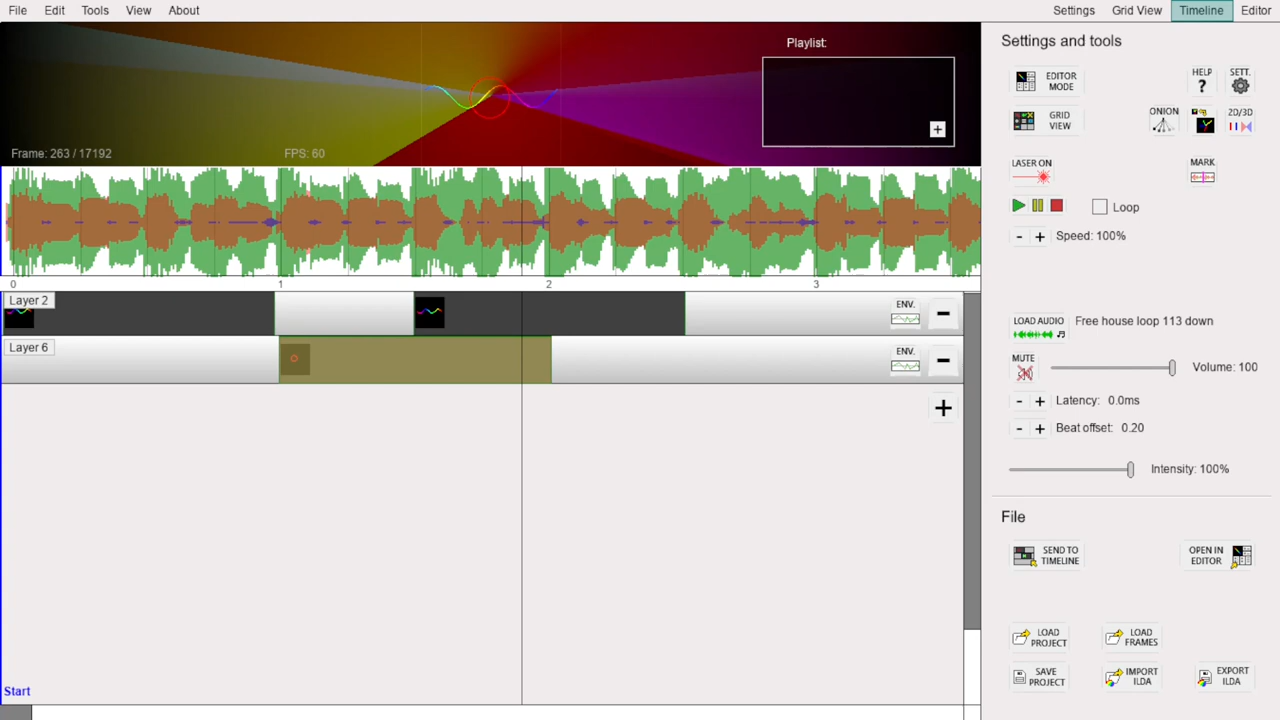 File Edit Tools View About Settings Grid View Timeline Editor
Playlist:
+
Frame: 263 / 17192
FPS: 60
0 1 2 3
Layer 2
ENV.
Layer 6
ENV.
+
Start
Settings and tools
EDITOR
MODE
HELP
?
SETT.
GRID
VIEW
ONION
2D/3D
LASER ON
MARK
Loop
- + Speed: 100%
LOAD AUDIO
Free house loop 113 down
MUTE
Volume: 100
- + Latency: 0.0ms
- + Beat offset: 0.20
Intensity: 100%
File
SEND TO
TIMELINE
OPEN IN
EDITOR
LOAD
PROJECT
LOAD
FRAMES
SAVE
PROJECT
IMPORT
ILDA
EXPORT
ILDA